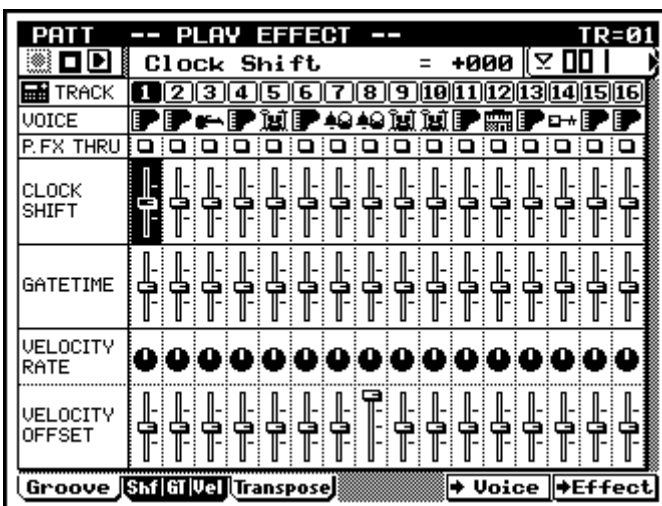 PATT -- PLAY EFFECT -- TR=01
Clock Shift = +000
TRACK 1 2 3 4 5 6 7 8 9 10 11 12 13 14 15 16
VOICE
P.FX THRU
CLOCK
SHIFT
GATETIME
VELOCITY
RATE
VELOCITY
OFFSET
Groove Shf GT Vel Transpose Voice Effect